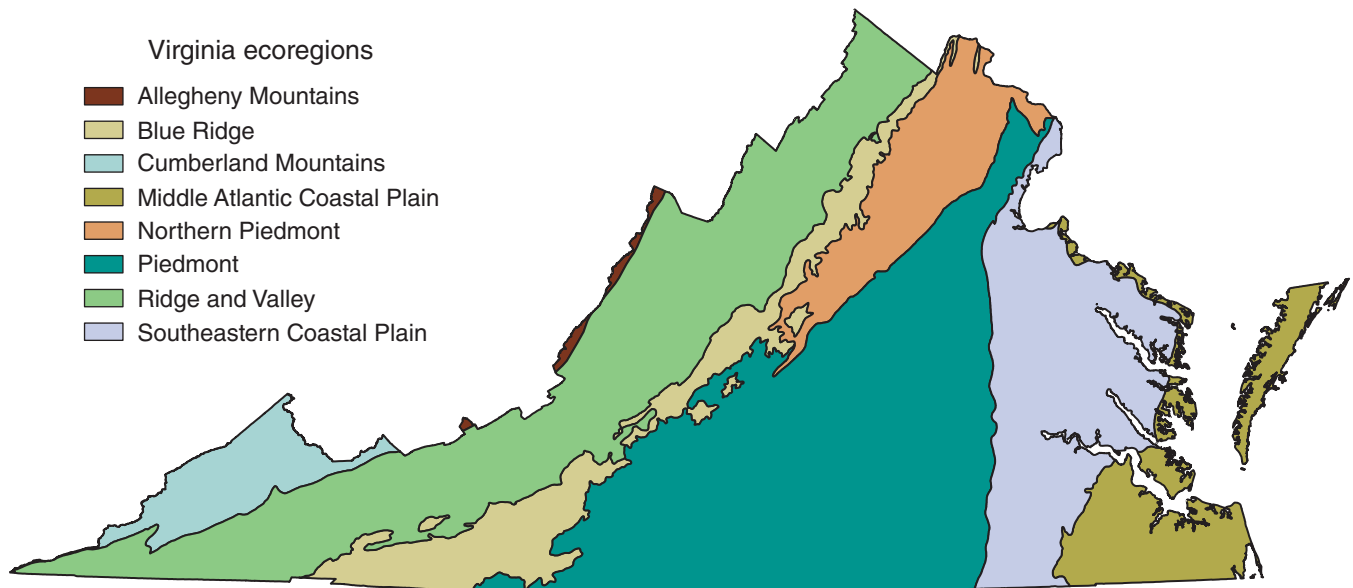 Virginia ecoregions
Allegheny Mountains
Blue Ridge
Cumberland Mountains
Middle Atlantic Coastal Plain
Northern Piedmont
Piedmont
Ridge and Valley
Southeastern Coastal Plain